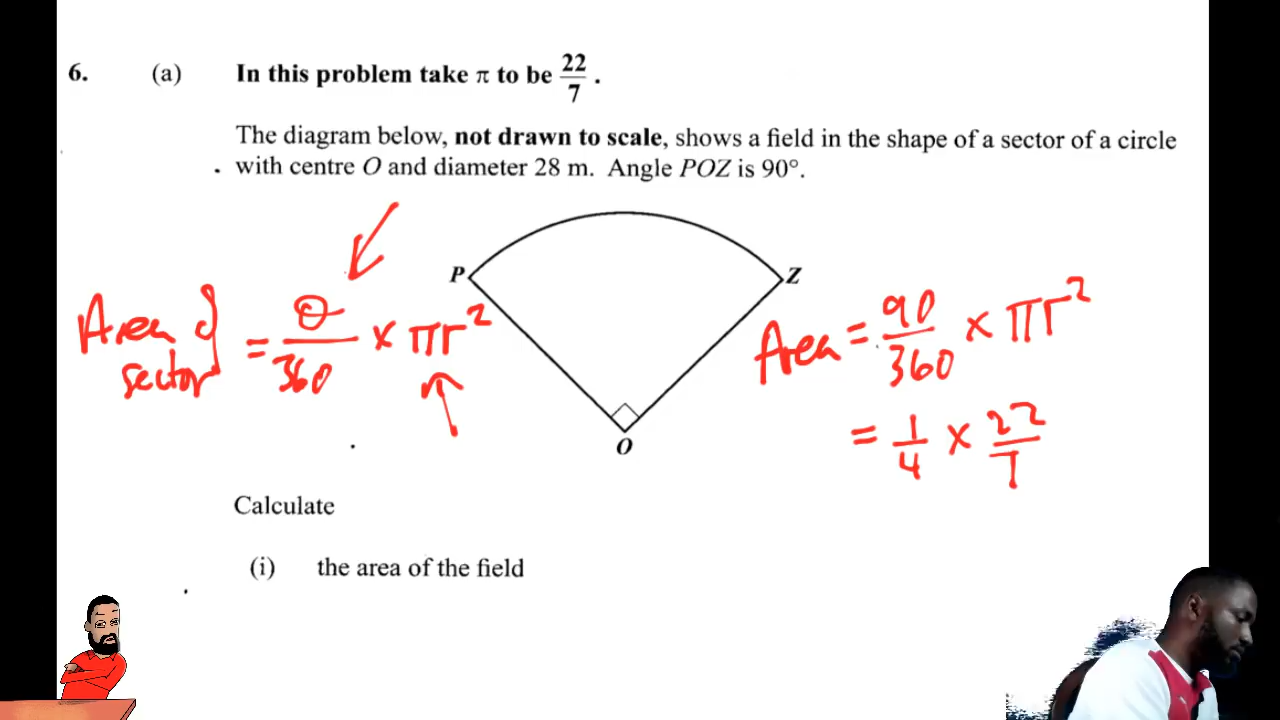 6. (a) In this problem take π to be 22/7 .
The diagram below, not drawn to scale, shows a field in the shape of a sector of a circle
with centre O and diameter 28 m. Angle POZ is 90°.
P
Z
Area of sector = θ/360 × πr²
Area = 90/360 × πr²
= 1/4 × 22/7
O
Calculate
(i) the area of the field